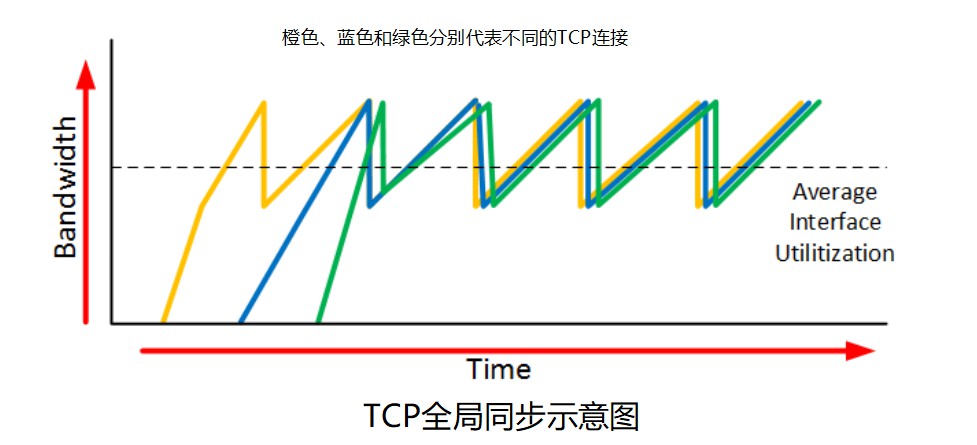 橙色、蓝色和绿色分别代表不同的TCP连接
Bandwidth
Average
Interface
Utilitization
Time
TCP全局同步示意图